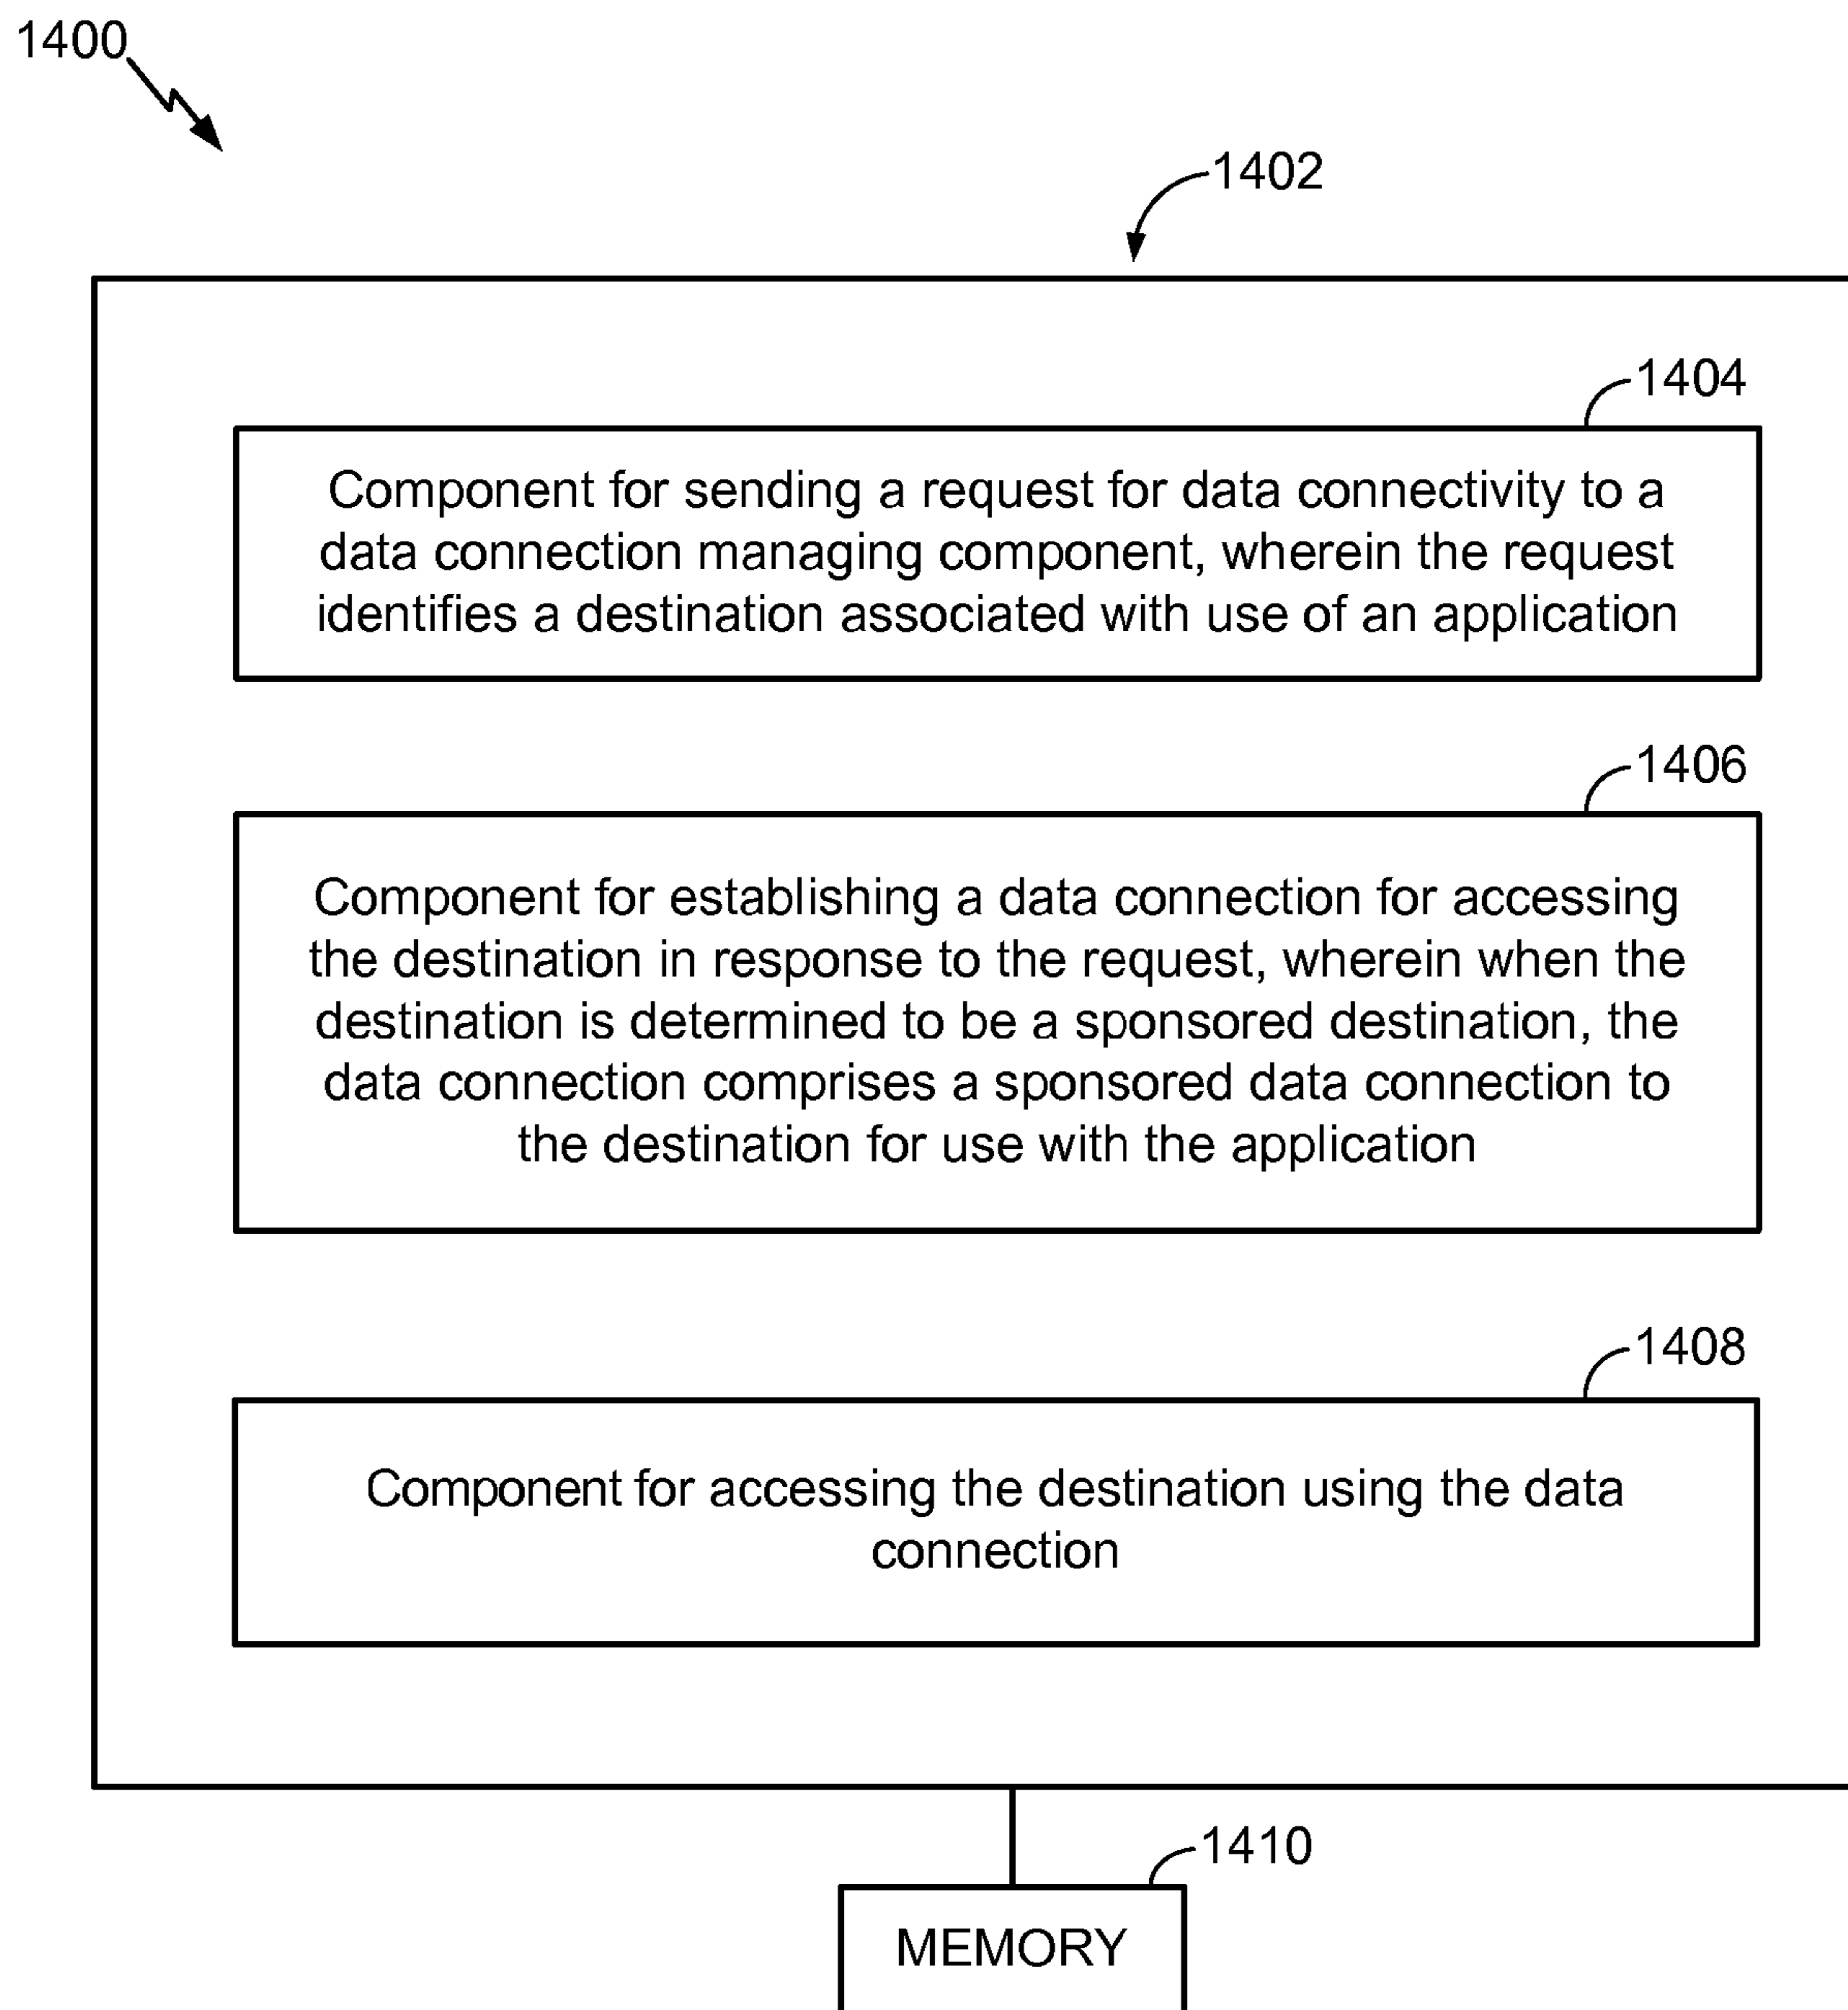 1400
1402
1404
Component for sending a request for data connectivity to a
data connection managing component, wherein the request
identifies a destination associated with use of an application
1406
Component for establishing a data connection for accessing
the destination in response to the request, wherein when the
destination is determined to be a sponsored destination, the
data connection comprises a sponsored data connection to
the destination for use with the application
1408
Component for accessing the destination using the data
connection
1410
MEMORY